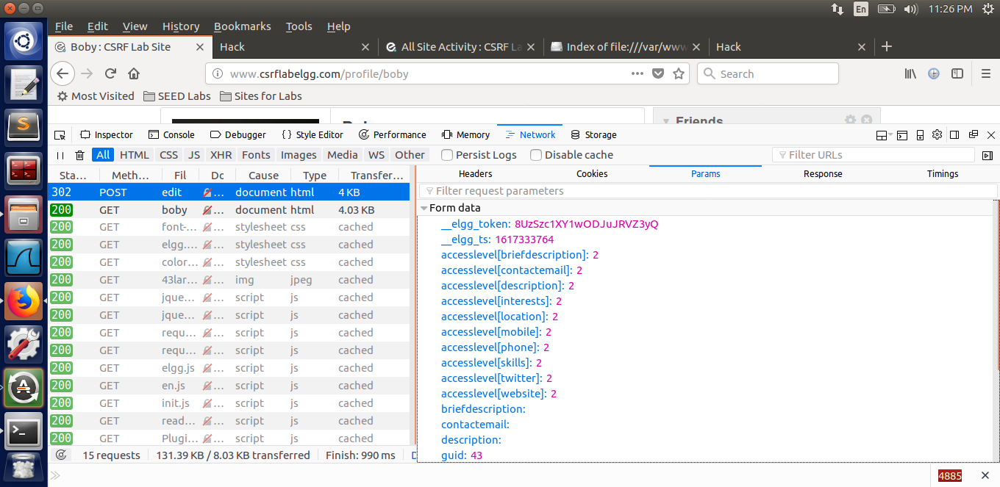 En 11:26 PM
File Edit View History Bookmarks Tools Help
Boby : CSRF Lab Site Hack All Site Activity : CSRF L Index of file:///var/www Hack
www.csrflabelgg.com/profile/boby Search
Most Visited SEED Labs Sites for Labs
Friends
Inspector Console Debugger Style Editor Performance Memory Network Storage
All HTML CSS JS XHR Fonts Images Media WS Other Persist Logs Disable cache Filter URLs
Sta… Meth… Fil Dc Cause Type Transfer… Headers Cookies Params Response Timings
302 POST edit … document html 4 KB
200 GET boby … document html 4.03 KB
200 GET font-… … stylesheet css cached
200 GET elgg.… … stylesheet css cached
200 GET color… … stylesheet css cached
200 GET 43lar… … img jpeg cached
200 GET jque… … script js cached
200 GET jque… … script js cached
200 GET requ… … script js cached
200 GET requ… … script js cached
200 GET elgg.js … script js cached
200 GET en.js … script js cached
200 GET init.js … script js cached
200 GET read… … script js cached
200 GET Plugi… … script js cached
15 requests 131.39 KB / 8.03 KB transferred Finish: 990 ms
Filter request parameters
Form data
__elgg_token: 8UzSzc1XY1wODJuJRVZ3yQ
__elgg_ts: 1617333764
accesslevel[briefdescription]: 2
accesslevel[contactemail]: 2
accesslevel[description]: 2
accesslevel[interests]: 2
accesslevel[location]: 2
accesslevel[mobile]: 2
accesslevel[phone]: 2
accesslevel[skills]: 2
accesslevel[twitter]: 2
accesslevel[website]: 2
briefdescription:
contactemail:
description:
guid: 43
4885